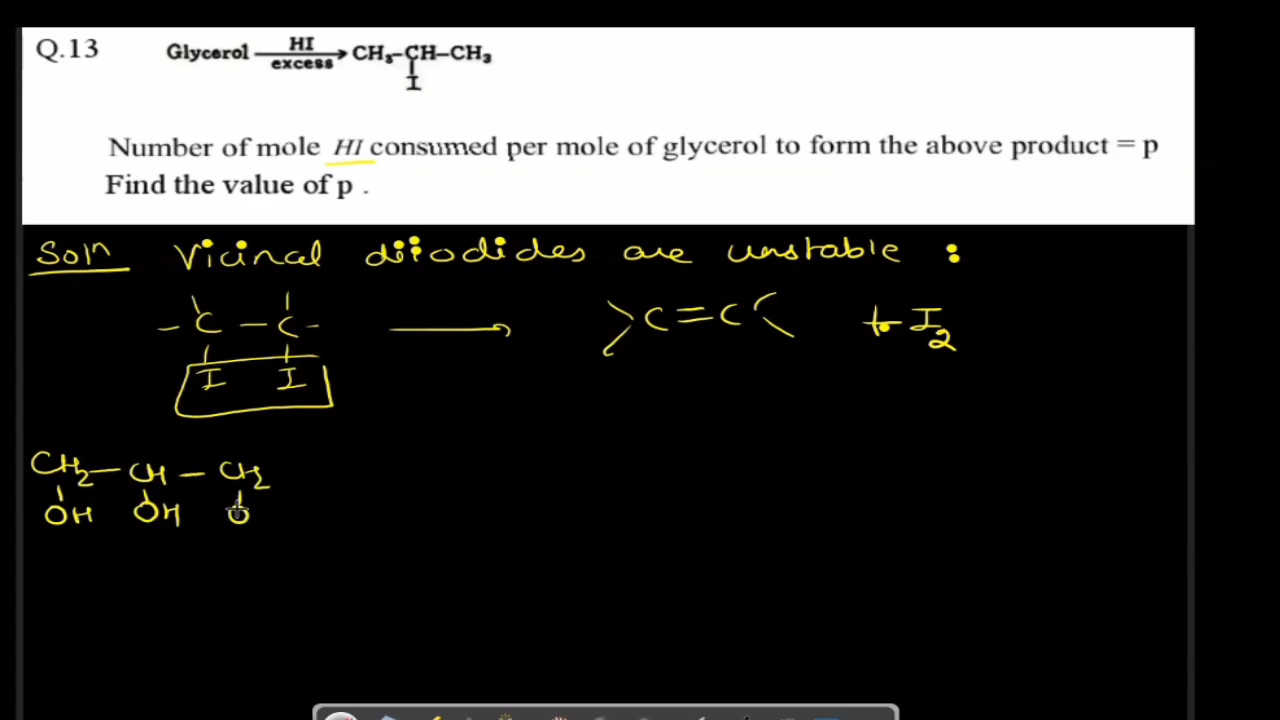 Q.13 Glycerol —HI excess→ CH₃–CH–CH₃
I
Number of mole HI consumed per mole of glycerol to form the above product = p
Find the value of p .
Soln Vicinal diiodides are unstable :
- C - C - → >C=C< + I₂
I I
CH₂ - CH - CH₂
OH OH O